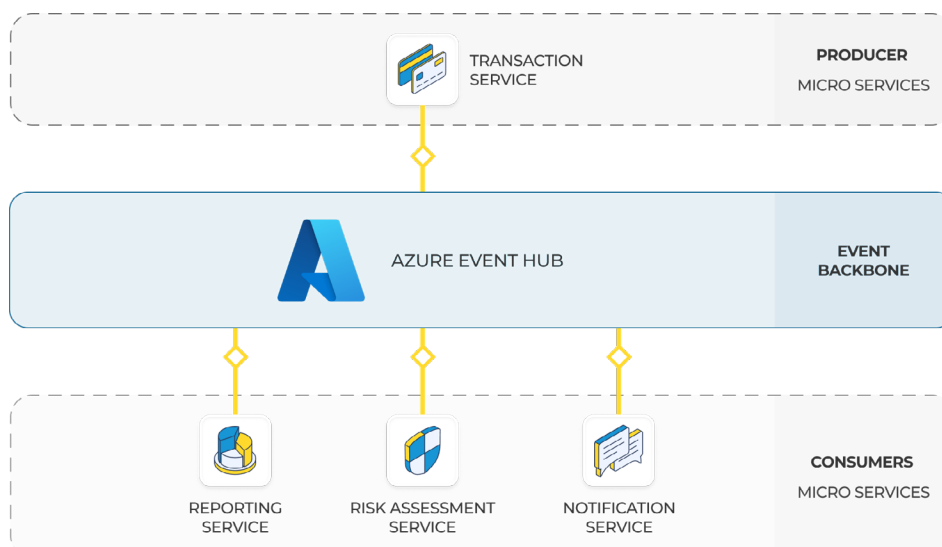 TRANSACTION
SERVICE
PRODUCER
MICRO SERVICES
AZURE EVENT HUB
EVENT
BACKBONE
REPORTING
SERVICE
RISK ASSESSMENT
SERVICE
NOTIFICATION
SERVICE
CONSUMERS
MICRO SERVICES